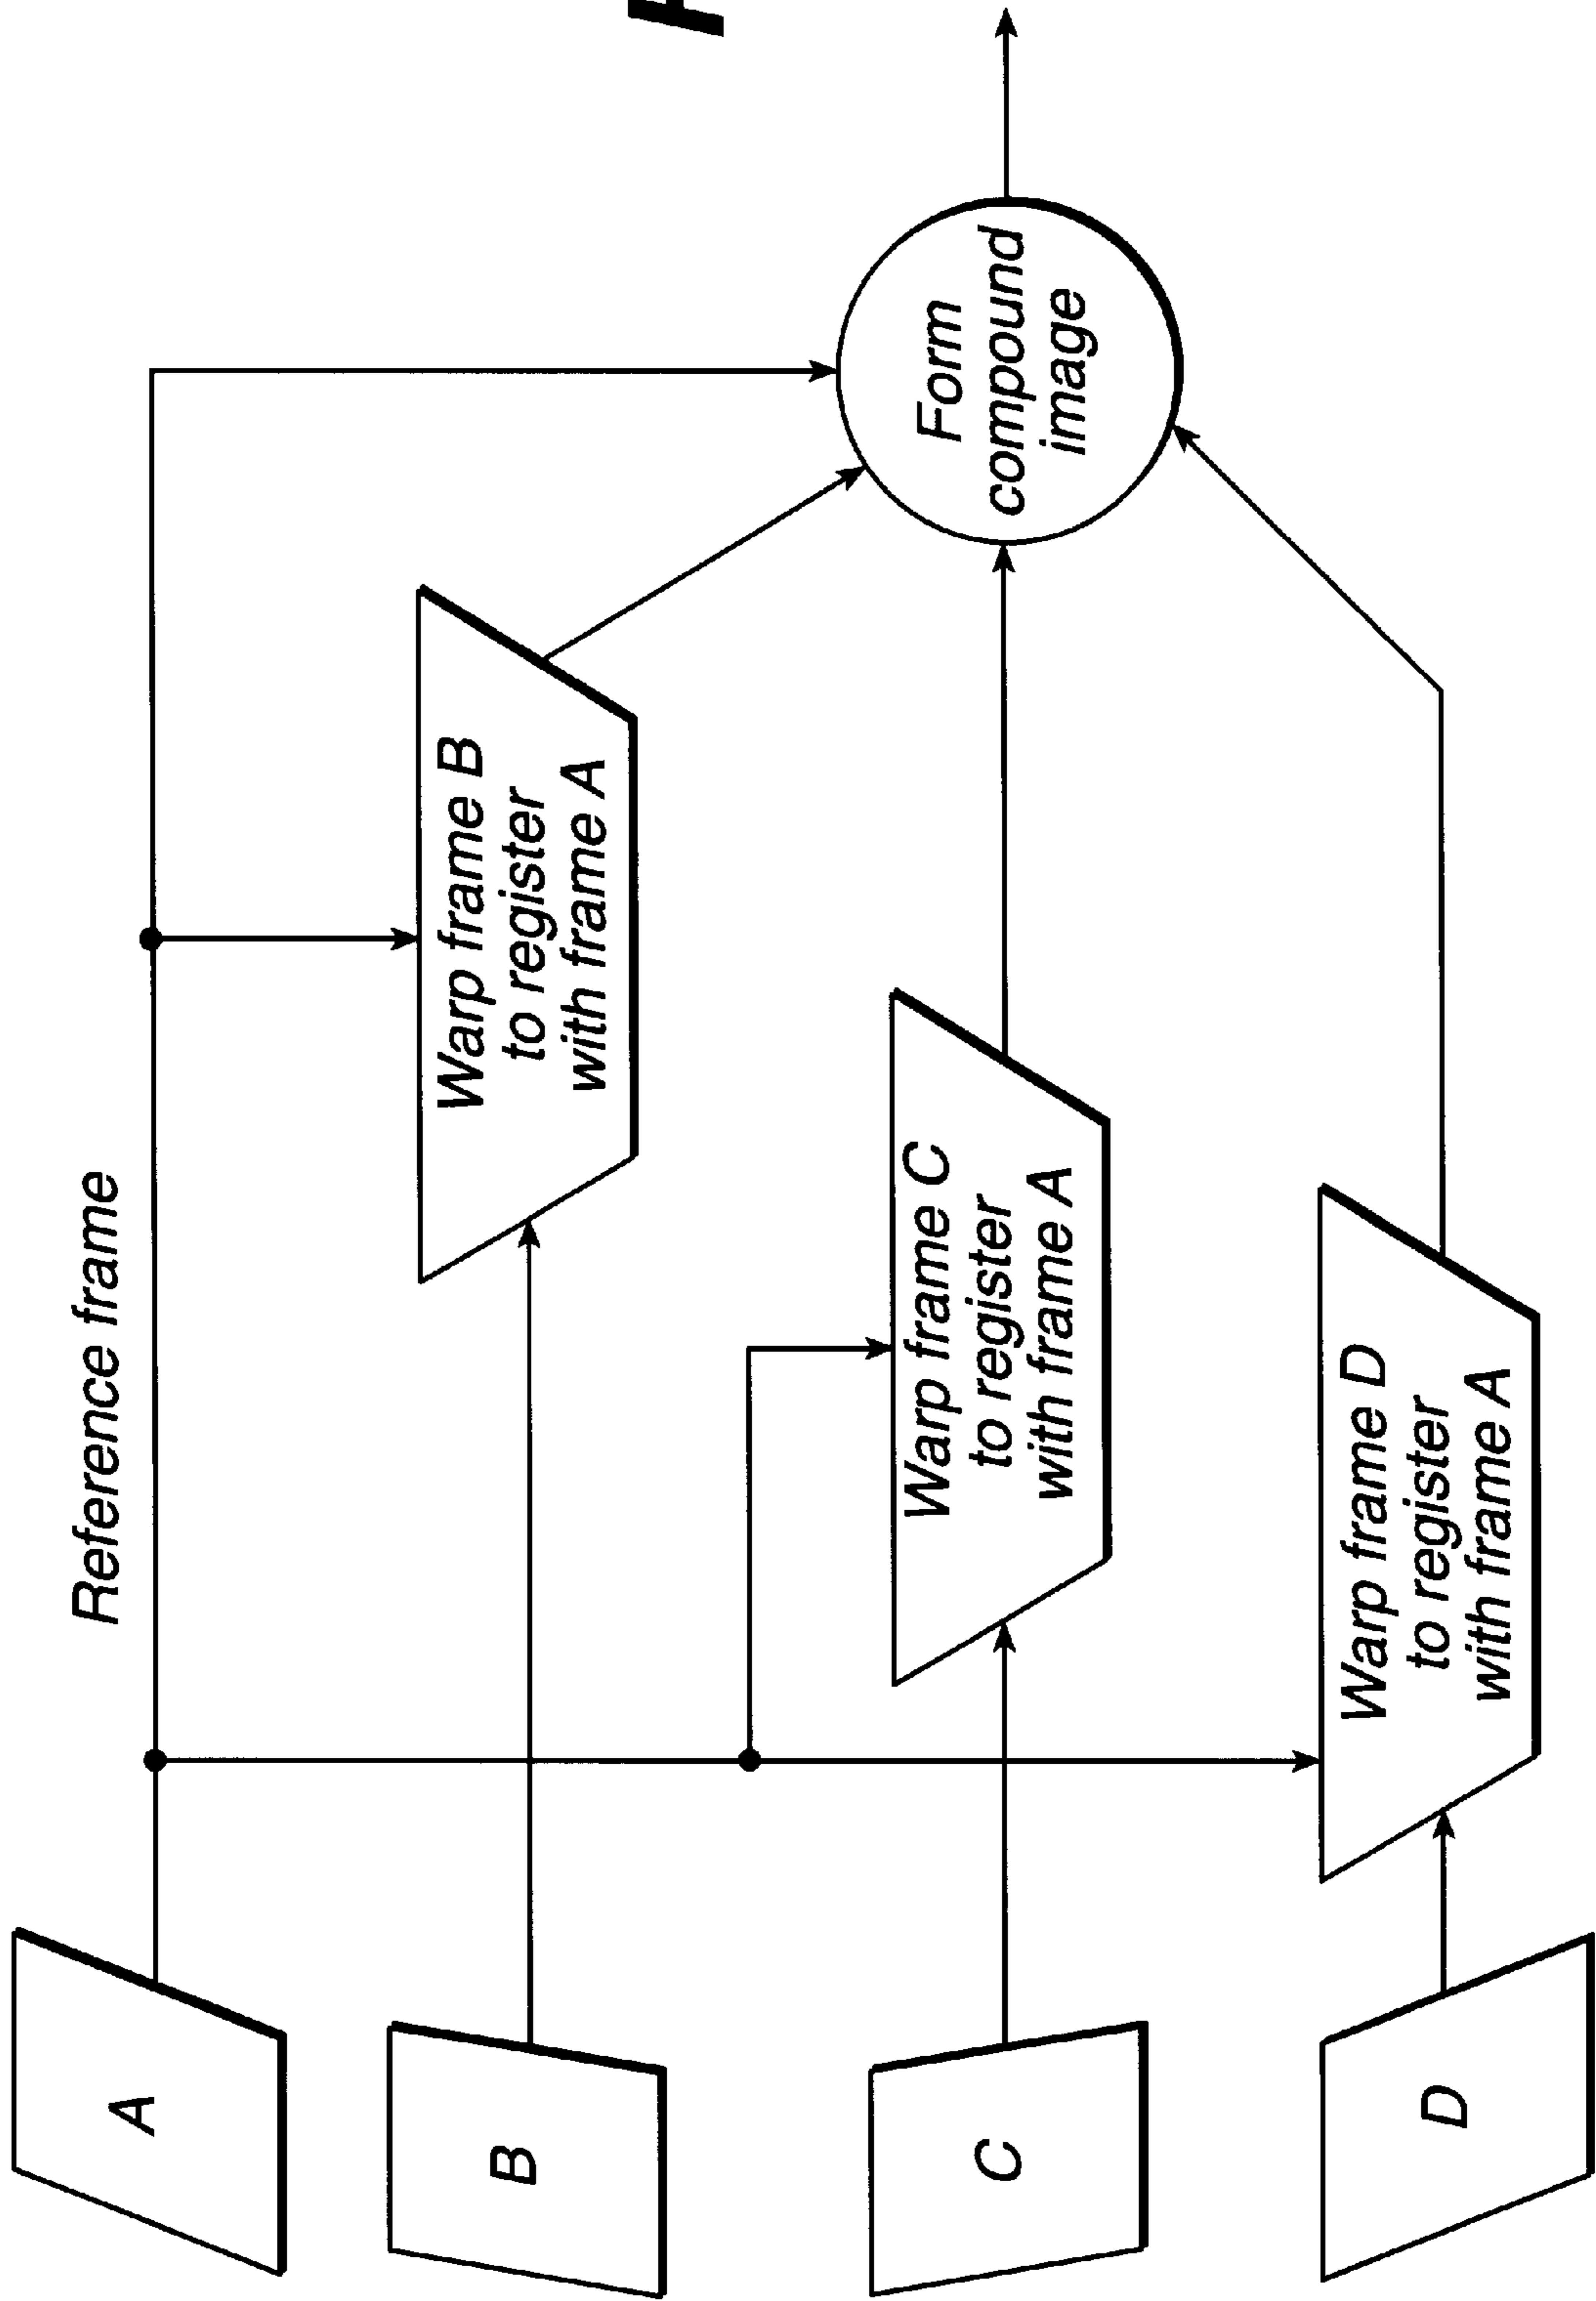 Reference frame
A
B
C
D
Warp frame B
to register
with frame A
Warp frame C
to register
with frame A
Warp frame D
to register
with frame A
Form
compound
image